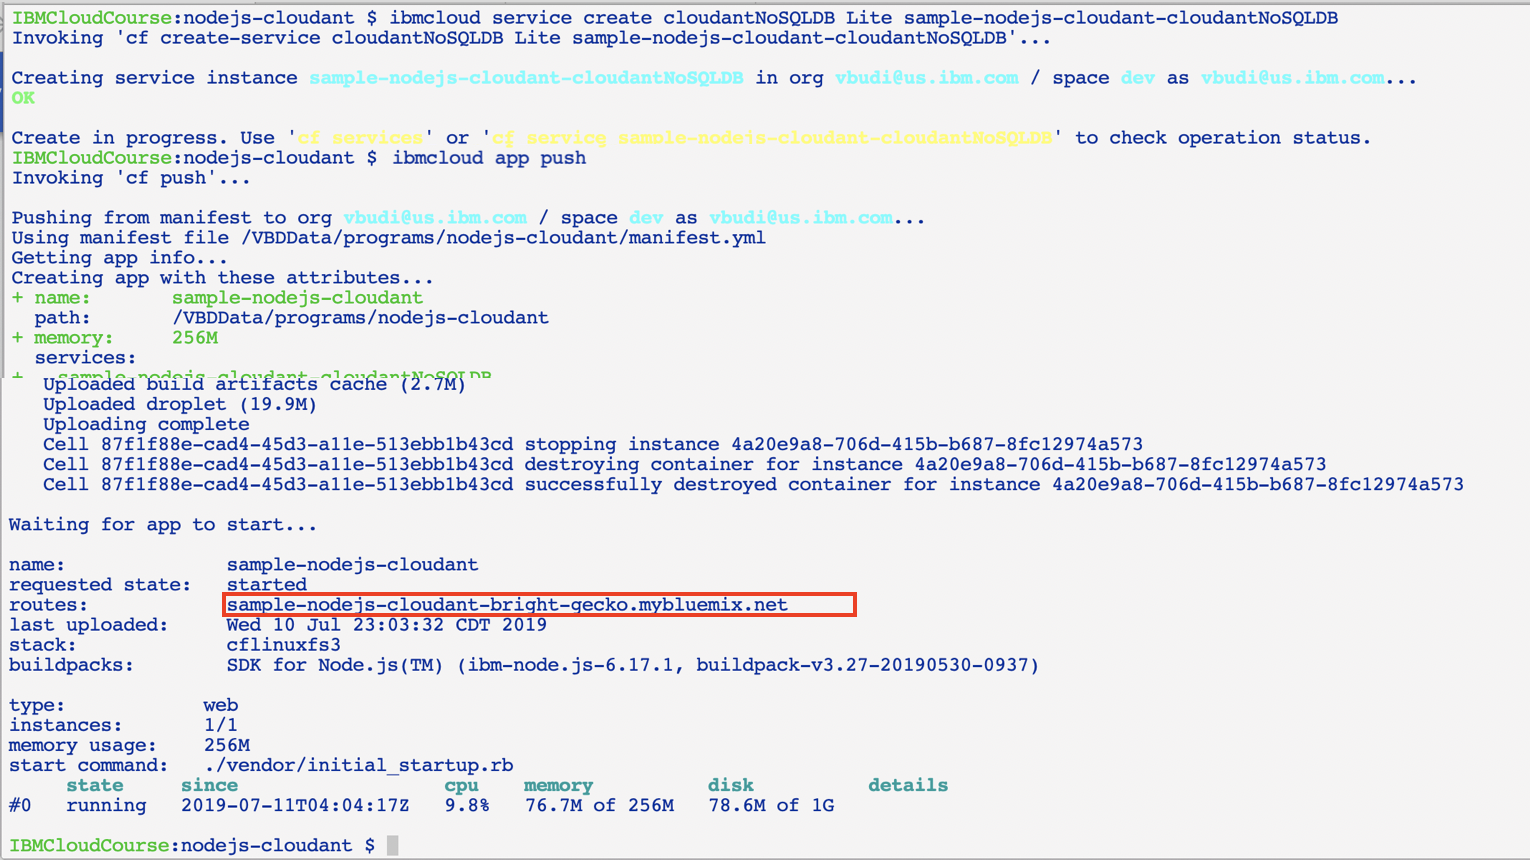 IBMCloudCourse:nodejs-cloudant $ ibmcloud service create cloudantNoSQLDB Lite sample-nodejs-cloudant-cloudantNoSQLDB
Invoking 'cf create-service cloudantNoSQLDB Lite sample-nodejs-cloudant-cloudantNoSQLDB'...
Creating service instance sample-nodejs-cloudant-cloudantNoSQLDB in org vbudi@us.ibm.com / space dev as vbudi@us.ibm.com...
OK
Create in progress. Use 'cf services' or 'cf service sample-nodejs-cloudant-cloudantNoSQLDB' to check operation status.
IBMCloudCourse:nodejs-cloudant $ ibmcloud app push
Invoking 'cf push'...
Pushing from manifest to org vbudi@us.ibm.com / space dev as vbudi@us.ibm.com...
Using manifest file /VBDData/programs/nodejs-cloudant/manifest.yml
Getting app info...
Creating app with these attributes...
+ name: sample-nodejs-cloudant
path: /VBDData/programs/nodejs-cloudant
+ memory: 256M
services:
+ sample-nodejs-cloudant-cloudantNoSQLDB
Uploaded build artifacts cache (2.7M)
Uploaded droplet (19.9M)
Uploading complete
Cell 87f1f88e-cad4-45d3-a11e-513ebb1b43cd stopping instance 4a20e9a8-706d-415b-b687-8fc12974a573
Cell 87f1f88e-cad4-45d3-a11e-513ebb1b43cd destroying container for instance 4a20e9a8-706d-415b-b687-8fc12974a573
Cell 87f1f88e-cad4-45d3-a11e-513ebb1b43cd successfully destroyed container for instance 4a20e9a8-706d-415b-b687-8fc12974a573
Waiting for app to start...
name: sample-nodejs-cloudant
requested state: started
routes: sample-nodejs-cloudant-bright-gecko.mybluemix.net
last uploaded: Wed 10 Jul 23:03:32 CDT 2019
stack: cflinuxfs3
buildpacks: SDK for Node.js(TM) (ibm-node.js-6.17.1, buildpack-v3.27-20190530-0937)
type: web
instances: 1/1
memory usage: 256M
start command: ./vendor/initial_startup.rb
state since cpu memory disk details
#0 running 2019-07-11T04:04:17Z 9.8% 76.7M of 256M 78.6M of 1G
IBMCloudCourse:nodejs-cloudant $